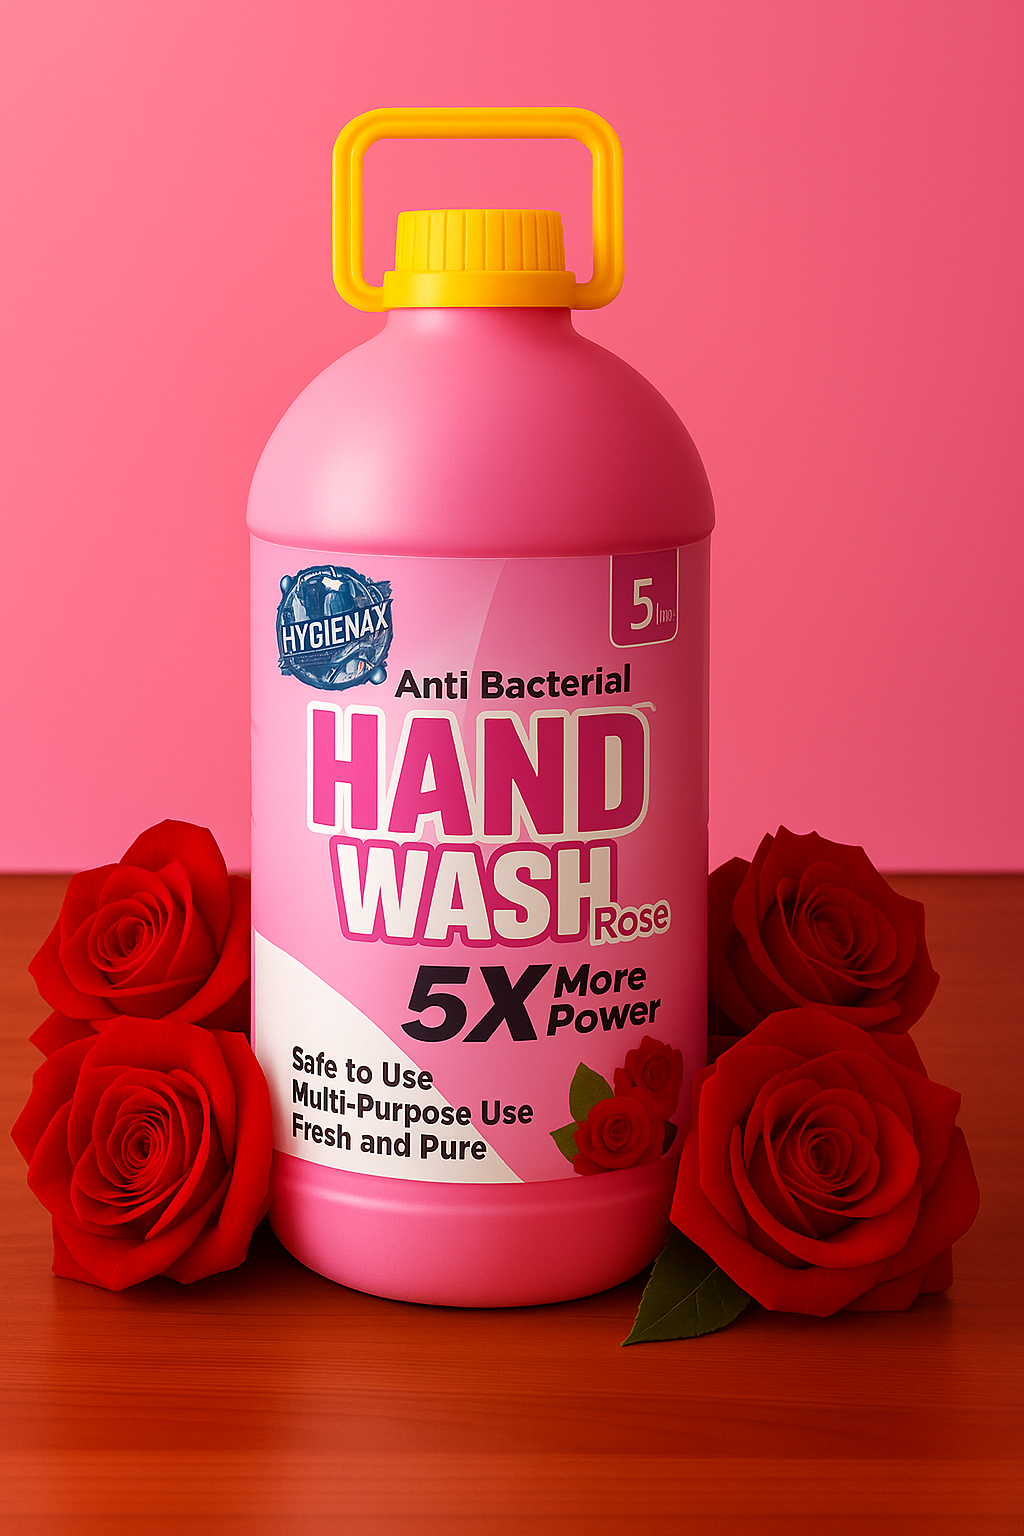 HYGIENAX
5
Anti Bacterial
HAND
WASH
Rose
5X More
Power
Safe to Use
Multi-Purpose Use
Fresh and Pure